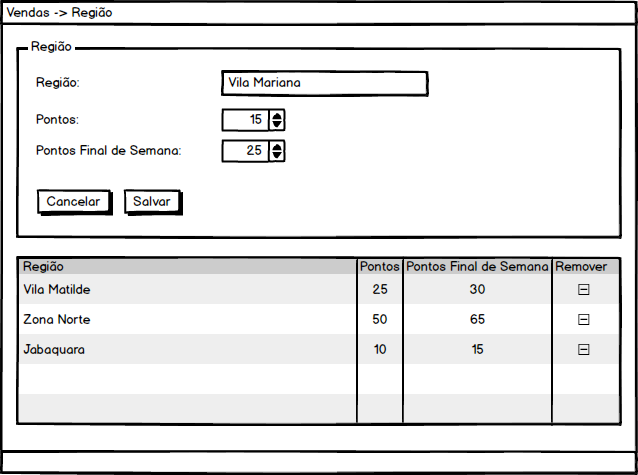 Vendas -> Região
Região
Região: Vila Mariana
Pontos: 15
Pontos Final de Semana: 25
Cancelar Salvar
Região Pontos Pontos Final de Semana Remover
Vila Matilde 25 30
Zona Norte 50 65
Jabaquara 10 15